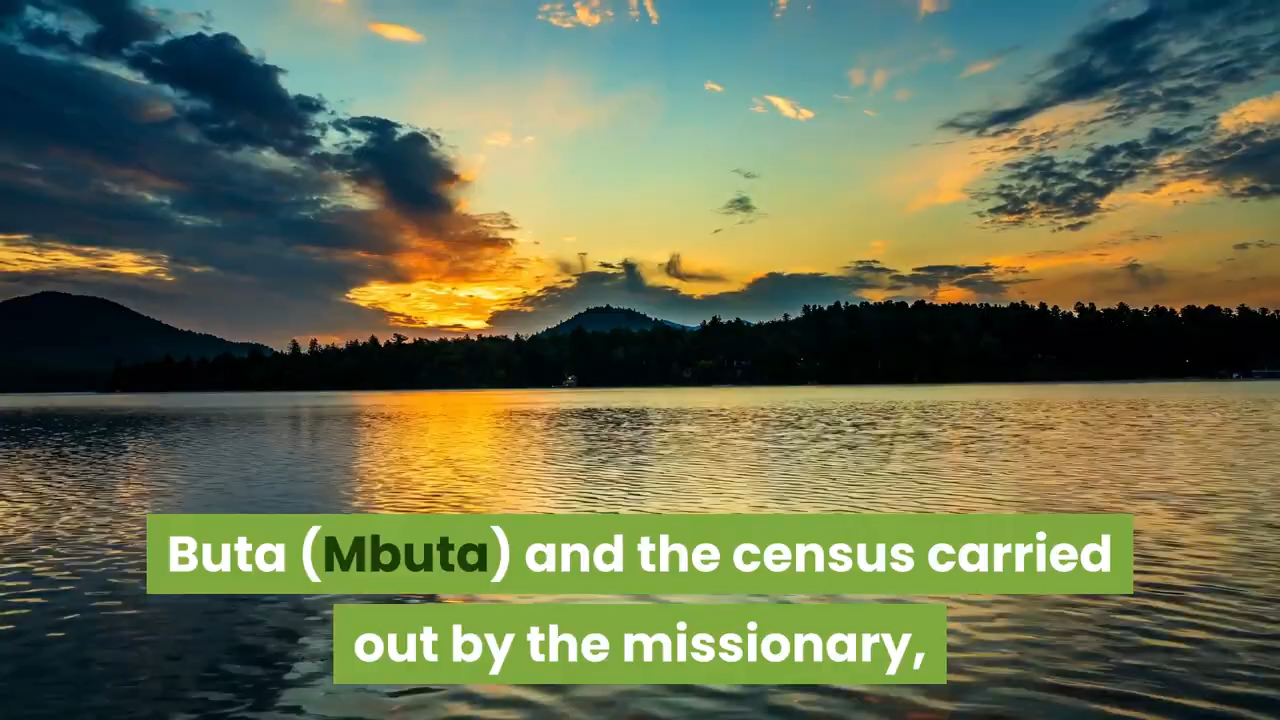 Buta (Mbuta) and the census carried
out by the missionary,